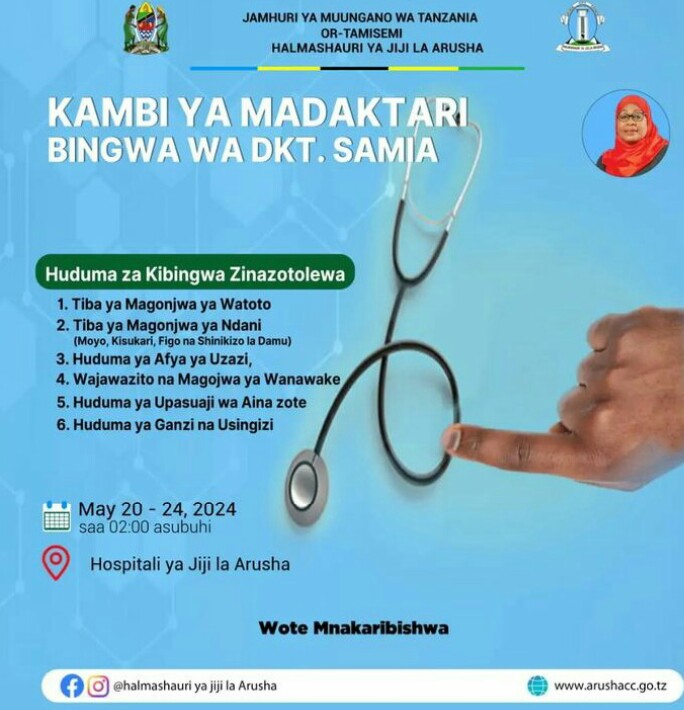 JAMHURI YA MUUNGANO WA TANZANIA
OR-TAMISEMI
HALMASHAURI YA JIJI LA ARUSHA
KAMBI YA MADAKTARI
BINGWA WA DKT. SAMIA
Huduma za Kibingwa Zinazotolewa
1. Tiba ya Magonjwa ya Watoto
2. Tiba ya Magonjwa ya Ndani
(Moyo, Kisukari, Figo na Shinikizo la Damu)
3. Huduma ya Afya ya Uzazi,
4. Wajawazito na Magojwa ya Wanawake
5. Huduma ya Upasuaji wa Aina zote
6. Huduma ya Ganzi na Usingizi
May 20 - 24, 2024
saa 02:00 asubuhi
Hospitali ya Jiji la Arusha
Wote Mnakaribishwa
@halmashauri ya jiji la Arusha
www.arushacc.go.tz